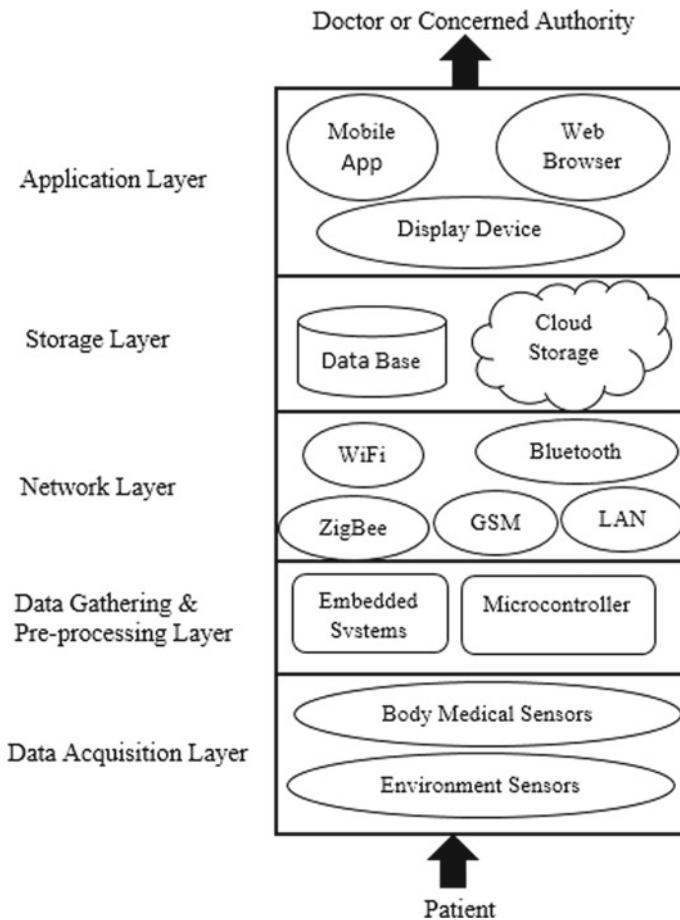 Doctor or Concerned Authority
Application Layer
Mobile
App
Web
Browser
Display Device
Storage Layer
Data Base
Cloud
Storage
Network Layer
WiFi
Bluetooth
ZigBee
GSM
LAN
Data Gathering &
Pre-processing Layer
Embedded
Systems
Microcontroller
Data Acquisition Layer
Body Medical Sensors
Environment Sensors
Patient